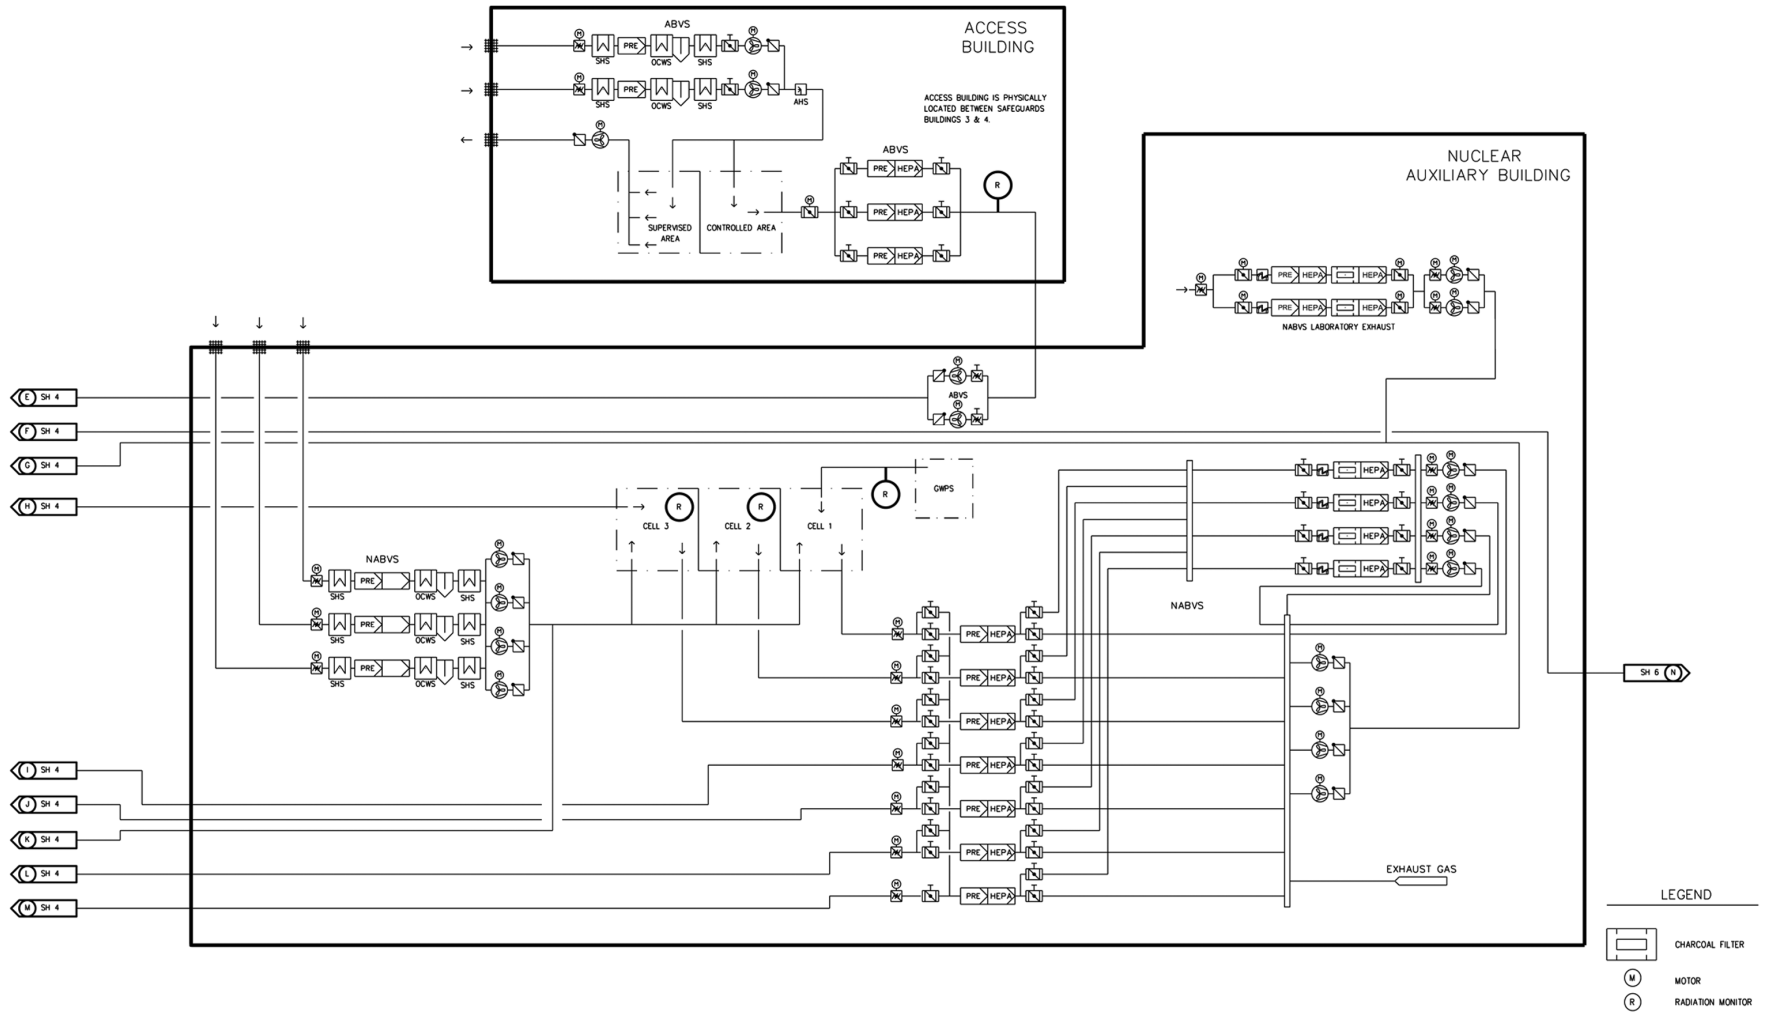 ABVS
ACCESS
BUILDING
M
SHS PRE OCWS SHS M
M
SHS PRE OCWS SHS M
AHS
ACCESS BUILDING IS PHYSICALLY
LOCATED BETWEEN SAFEGUARDS
BUILDINGS 3 & 4.
M
ABVS
PRE HEPA
M
PRE HEPA
R
PRE HEPA
SUPERVISED
AREA
CONTROLLED AREA
NUCLEAR
AUXILIARY BUILDING
M
M PRE HEPA HEPA M M M
M PRE HEPA HEPA M M M
NABVS LABORATORY EXHAUST
M
ABVS
M
E SH 4
F SH 4
G SH 4
H SH 4
R
GWPS
R
CELL 3
R
CELL 2
CELL 1
HEPA M M
HEPA M M
HEPA M M
HEPA M M
NABVS
NABVS
M
M SHS PRE OCWS SHS
M
M SHS PRE OCWS SHS
M
M SHS PRE OCWS SHS
M
M PRE HEPA
M PRE HEPA
M PRE HEPA
M PRE HEPA
M PRE HEPA
M PRE HEPA
M PRE HEPA
M
M
M
M
SH 6 N
I SH 4
J SH 4
K SH 4
L SH 4
M SH 4
EXHAUST GAS
LEGEND
CHARCOAL FILTER
M MOTOR
R RADIATION MONITOR